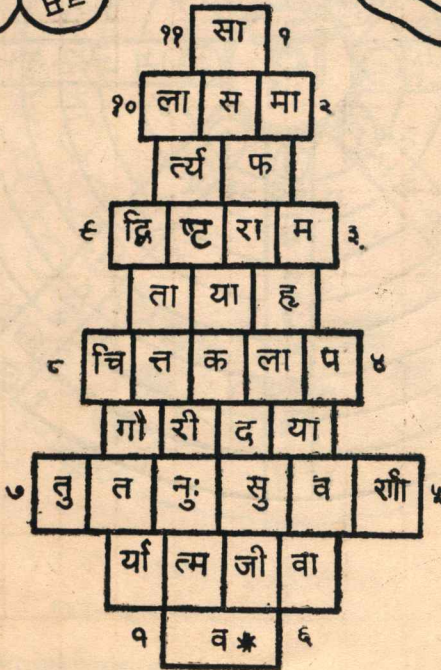 ११ सा १
१० ला स मा २
र्त्य फ
९ द्वि ष्ट रा म ३
ता या हृ
८ चि त्त क ला प ४
गौ री द यां
७ तु त नुः सु व र्णा ५
र्या त्म जी वा
१ व* ६